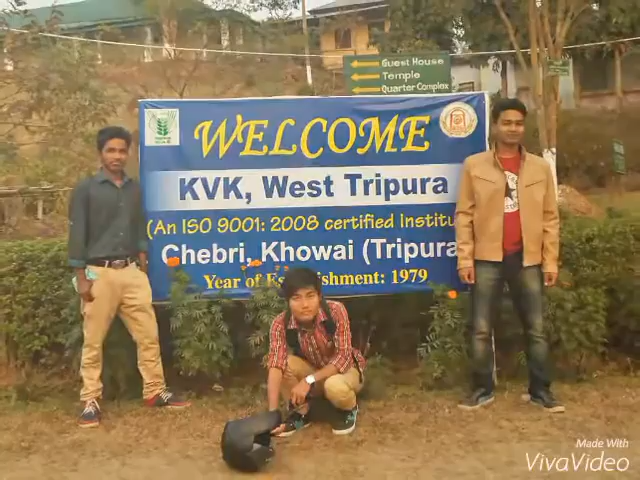 Guest House
Temple
Quarter Complex
WELCOME
KVK, West Tripura
(An ISO 9001: 2008 certified Institu
Chebri, Khowai (Tripura
Year of Es ishment: 1979
Made With
VivaVideo